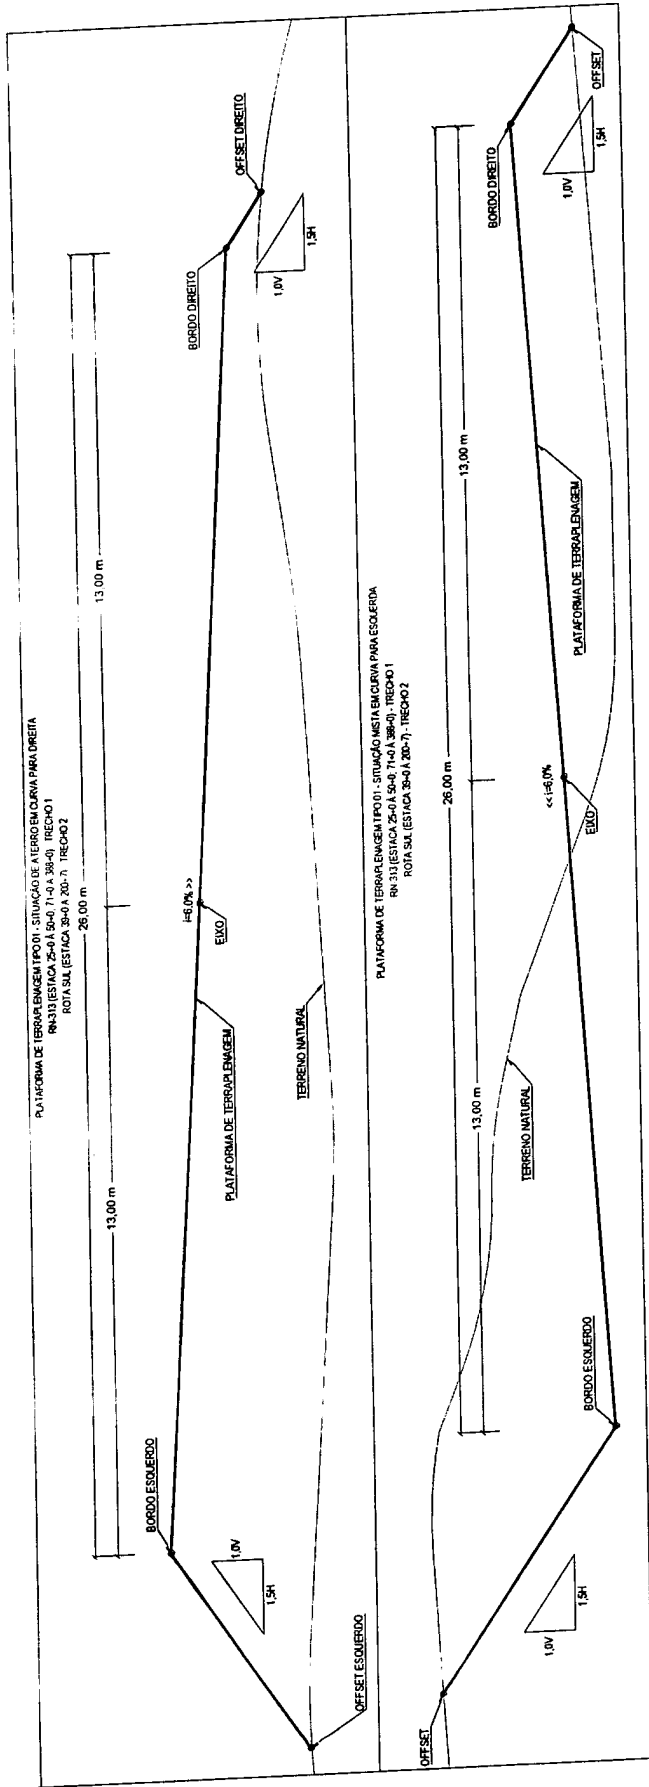 PLATAFORMA DE TERRAPLENAGEM TIPO 01 - SITUAÇÃO DE ATERRO EM CURVA PARA DIREITA
RN-313 (ESTACA 25+0 À 50+0, 71+0 À 388+0) TRECHO 1
ROTA SUL (ESTACA 39+0 À 200+7) TRECHO 2
26,00 m
13,00 m
13,00 m
BORDO ESQUERDO
1,0V
1,5H
OFFSET ESQUERDO
PLATAFORMA DE TERRAPLENAGEM
i=6,0% >>
EIXO
TERRENO NATURAL
BORDO DIREITO
OFFSET DIREITO
1,0V
1,5H
PLATAFORMA DE TERRAPLENAGEM TIPO 01 - SITUAÇÃO MISTA EM CURVA PARA ESQUERDA
RN-313 (ESTACA 25+0 À 50+0, 71+0 À 388+0) - TRECHO 1
ROTA SUL (ESTACA 39+0 À 200+7) - TRECHO 2
26,00 m
13,00 m
13,00 m
OFFSET
1,0V
1,5H
BORDO ESQUERDO
TERRENO NATURAL
<< i=6,0%
EIXO
PLATAFORMA DE TERRAPLENAGEM
BORDO DIREITO
OFFSET
1,0V
1,5H